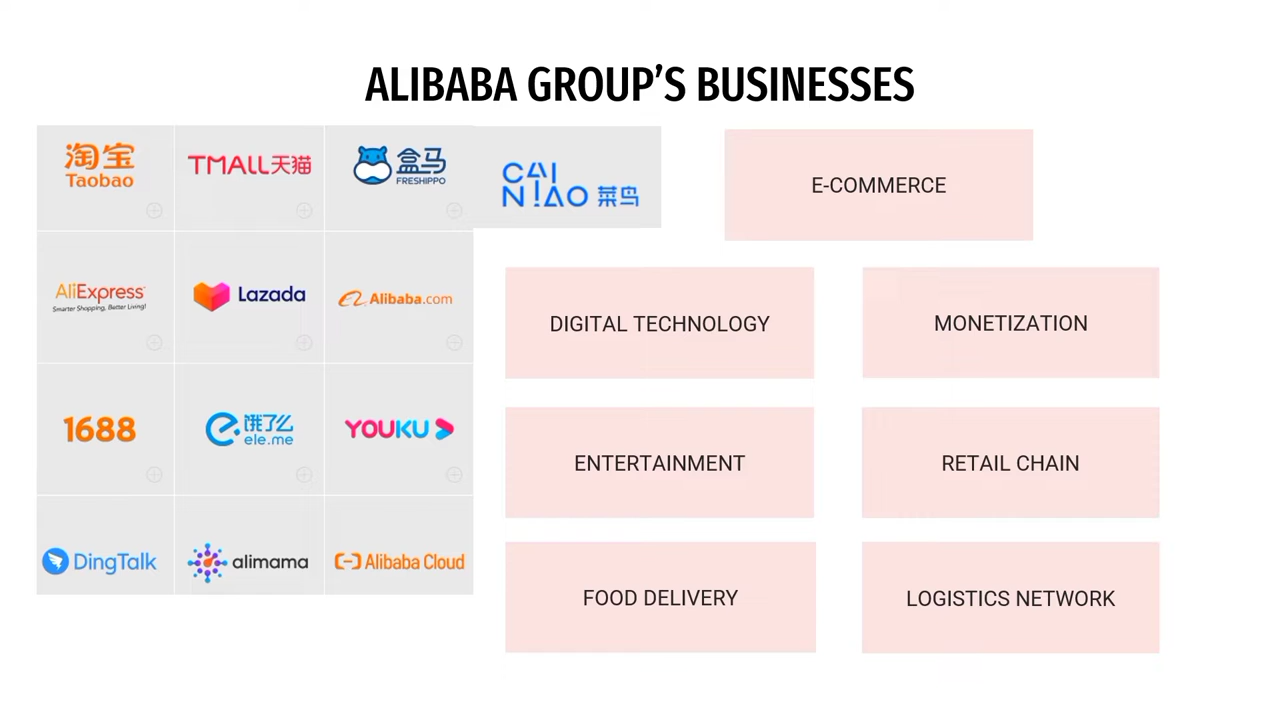 ALIBABA GROUP’S BUSINESSES
淘宝
Taobao
TMALL天猫
盒马
FRESHIPPO
CAI
NIAO 菜鸟
E-COMMERCE
AliExpress
Smarter Shopping, Better Living!
Lazada
Alibaba.com
DIGITAL TECHNOLOGY
MONETIZATION
1688
饿了么
ele.me
YOUKU
ENTERTAINMENT
RETAIL CHAIN
DingTalk
alimama
Alibaba Cloud
FOOD DELIVERY
LOGISTICS NETWORK